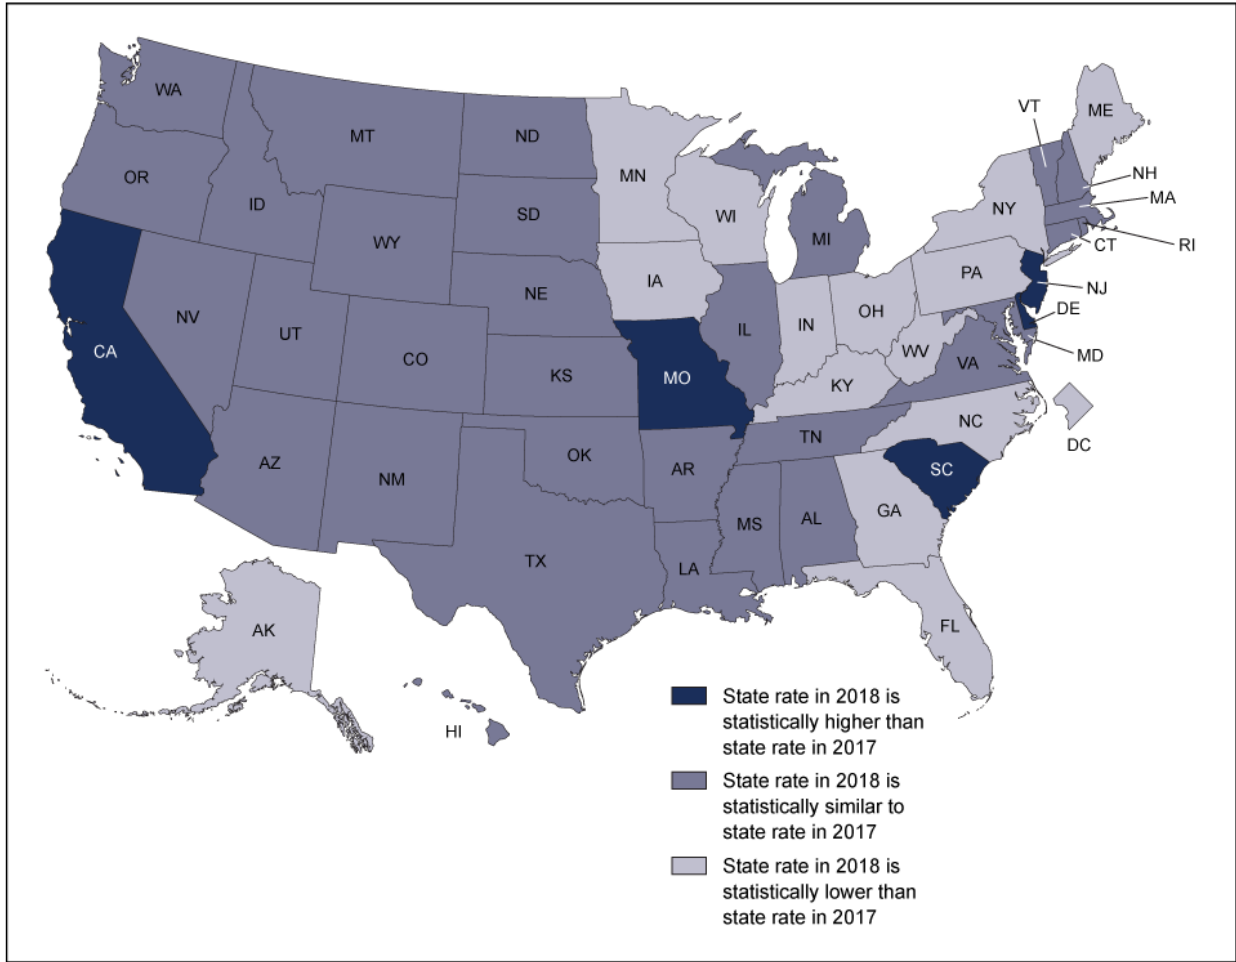 WA
MT
ND
MN
VT
ME
OR
ID
SD
WI
NH
MA
NY
WY
MI
CT
RI
PA
NJ
NE
IA
NV
UT
CO
IL
IN
OH
DE
CA
KS
MO
WV
MD
VA
KY
NC
TN
DC
AZ
NM
OK
AR
SC
GA
MS
AL
TX
LA
AK
FL
HI
State rate in 2018 is
statistically higher than
state rate in 2017
State rate in 2018 is
statistically similar to
state rate in 2017
State rate in 2018 is
statistically lower than
state rate in 2017